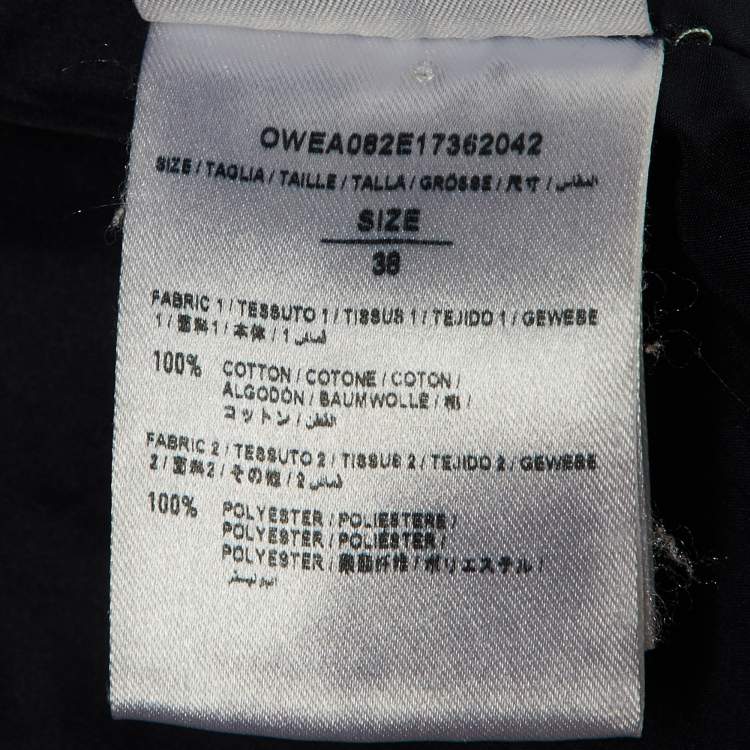 OWEA082E17362042
SIZE / TAGLIA / TAILLE / TALLA / GRÖSSE / 尺寸 / المقاس
SIZE
38
FABRIC 1 / TESSUTO 1 / TISSUS 1 / TEJIDO 1 / GEWEBE
1 / 面料1 / 本体 / 1 قماش
100% COTTON / COTONE / COTON /
ALGODÓN / BAUMWOLLE / 棉 /
コットン / القطن
FABRIC 2 / TESSUTO 2 / TISSUS 2 / TEJIDO 2 / GEWEBE
2 / 面料2 / その他 / 2 قماش
100% POLYESTER / POLIESTERE /
POLYESTER / POLIÉSTER /
POLYESTER / 聚酯纤维 / ポリエステル /
البوليستر